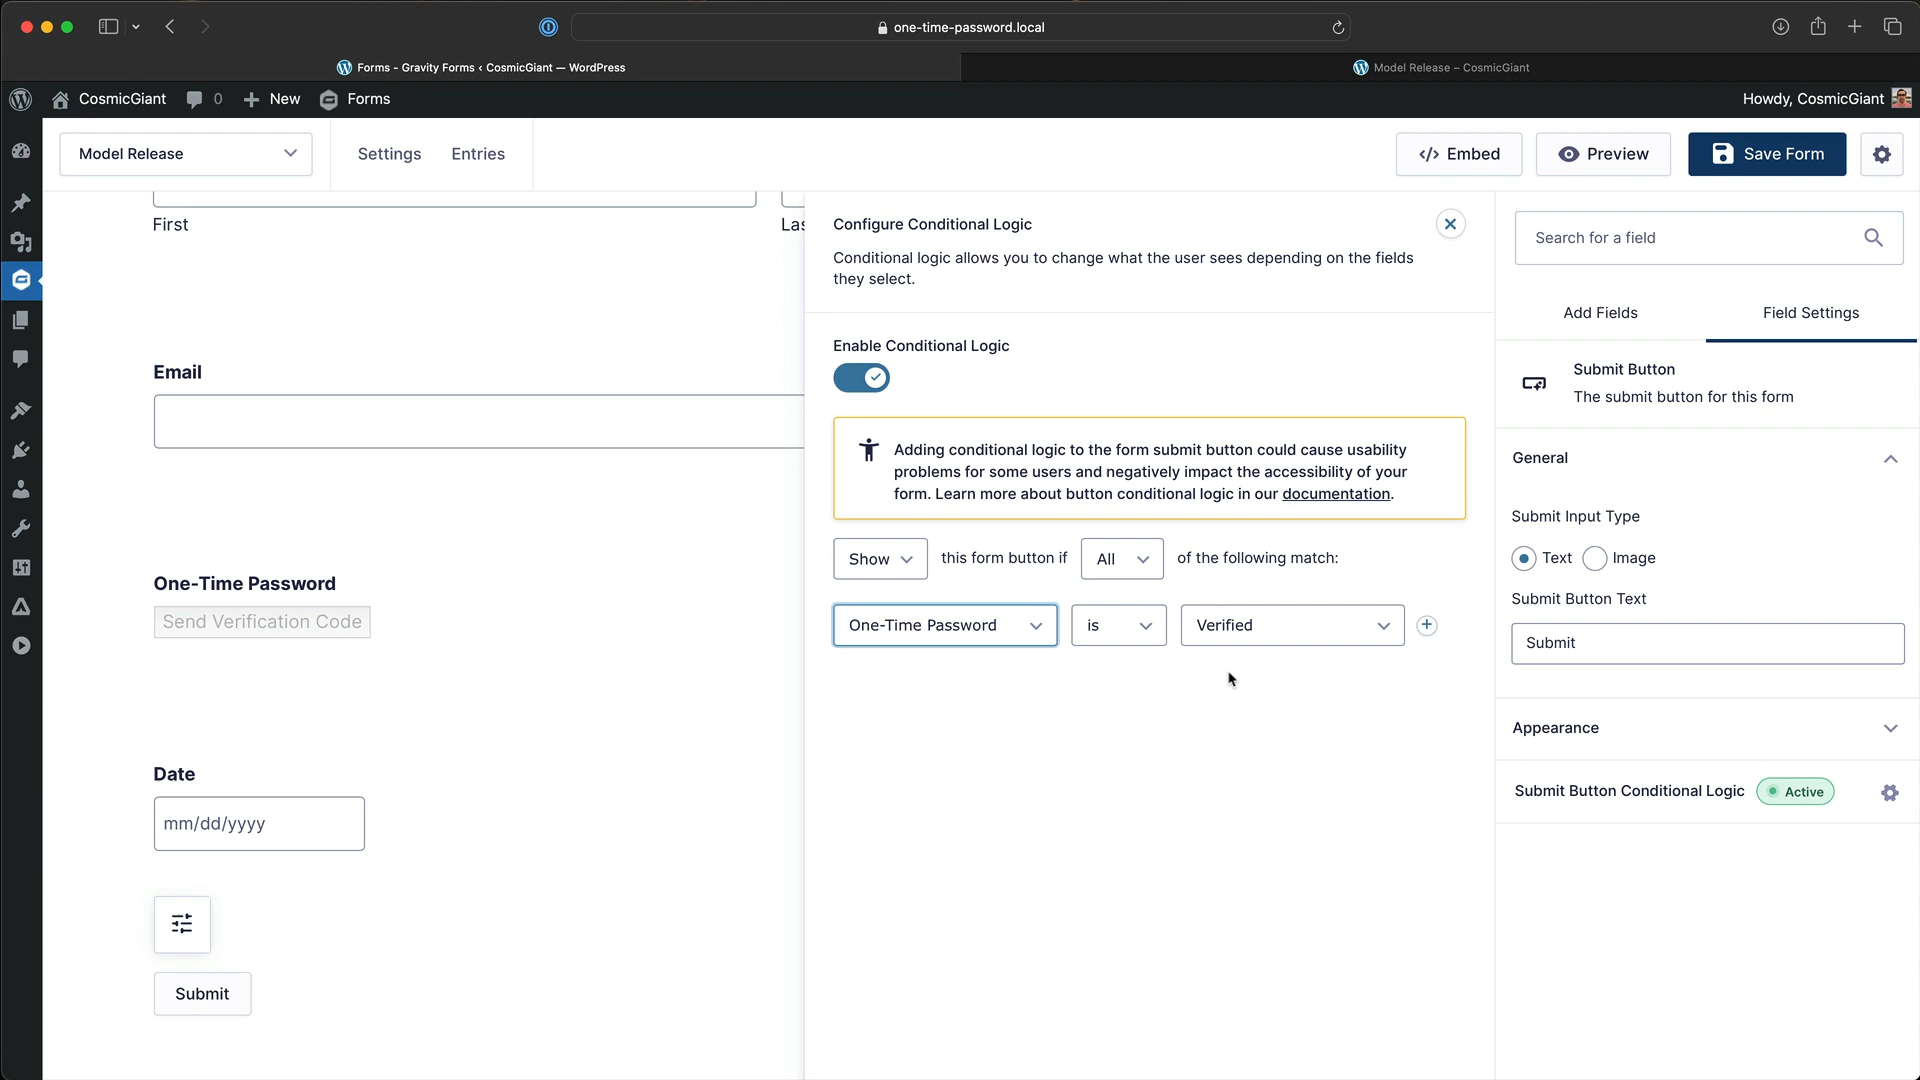 one-time-password.local
Forms - Gravity Forms ‹ CosmicGiant — WordPress
Model Release – CosmicGiant
CosmicGiant
0
New
Forms
Howdy, CosmicGiant
Model Release
Settings
Entries
</> Embed
Preview
Save Form
First
Las
Email
One-Time Password
Send Verification Code
Date
mm/dd/yyyy
Submit
Configure Conditional Logic
Conditional logic allows you to change what the user sees depending on the fields
they select.
Enable Conditional Logic
Adding conditional logic to the form submit button could cause usability
problems for some users and negatively impact the accessibility of your
form. Learn more about button conditional logic in our documentation.
Show this form button if All of the following match:
One-Time Password is Verified
Search for a field
Add Fields
Field Settings
Submit Button
The submit button for this form
General
Submit Input Type
Text
Image
Submit Button Text
Submit
Appearance
Submit Button Conditional Logic
Active